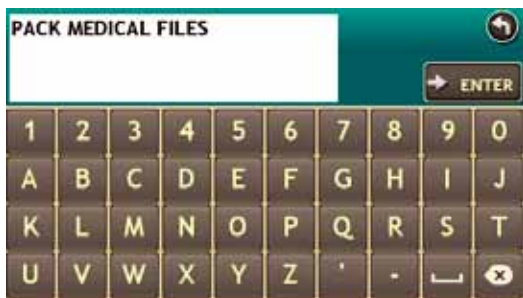 PACK MEDICAL FILES
ENTER
1 2 3 4 5 6 7 8 9 0
A B C D E F G H I J
K L M N O P Q R S T
U V W X Y Z ' -